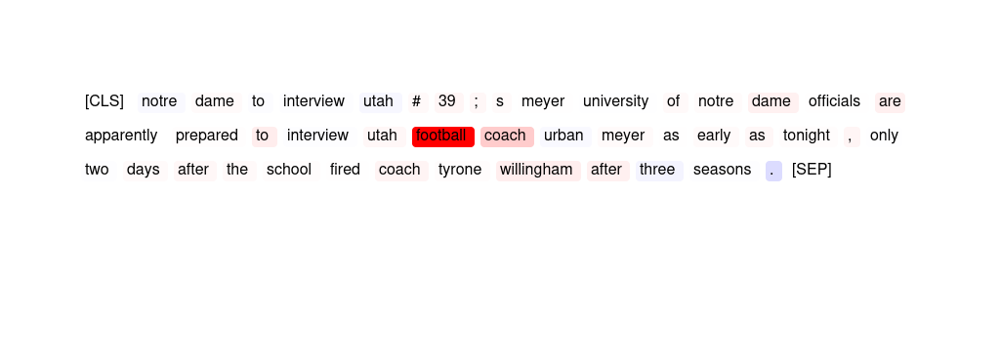 [CLS] notre dame to interview utah # 39 ; s meyer university of notre dame officials are
apparently prepared to interview utah football coach urban meyer as early as tonight , only
two days after the school fired coach tyrone willingham after three seasons . [SEP]